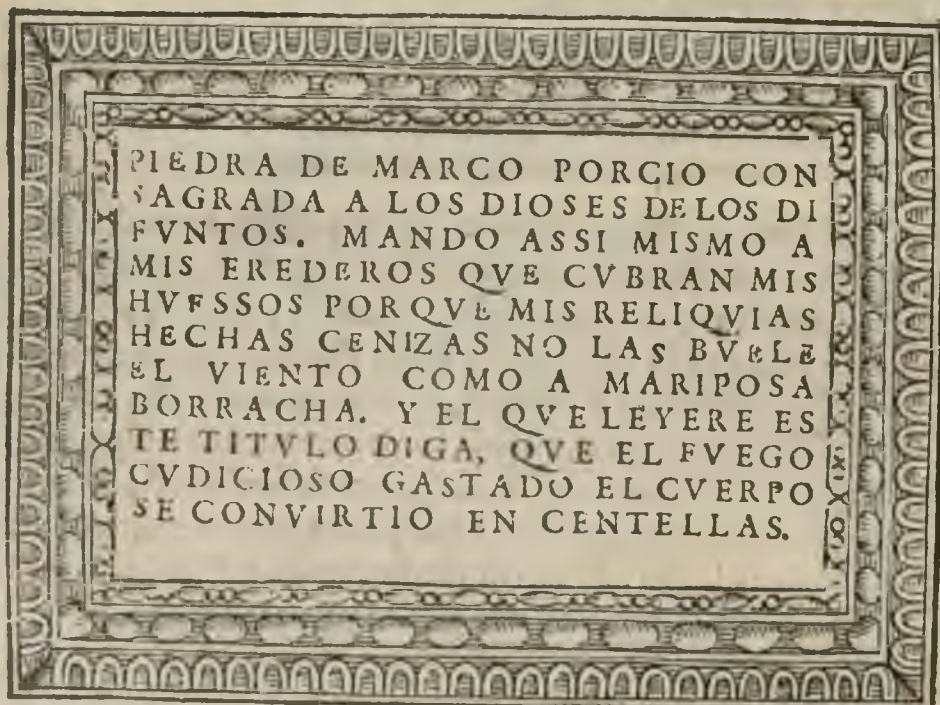 PIEDRA DE MARCO PORCIO CON
SAGRADA A LOS DIOSES DE LOS DI
FVNTOS. MANDO ASSI MISMO A
MIS EREDEROS QVE CVBRAN MIS
HVESSOS PORQVE MIS RELIQVIAS
HECHAS CENIZAS NO LAS BVELE
EL VIENTO COMO A MARIPOSA
BORRACHA. Y EL QVE LEYERE ES
TE TITVLO DIGA, QVE EL FVEGO
CVDICIOSO GASTADO EL CVERPO
SE CONVIRTIO EN CENTELLAS.